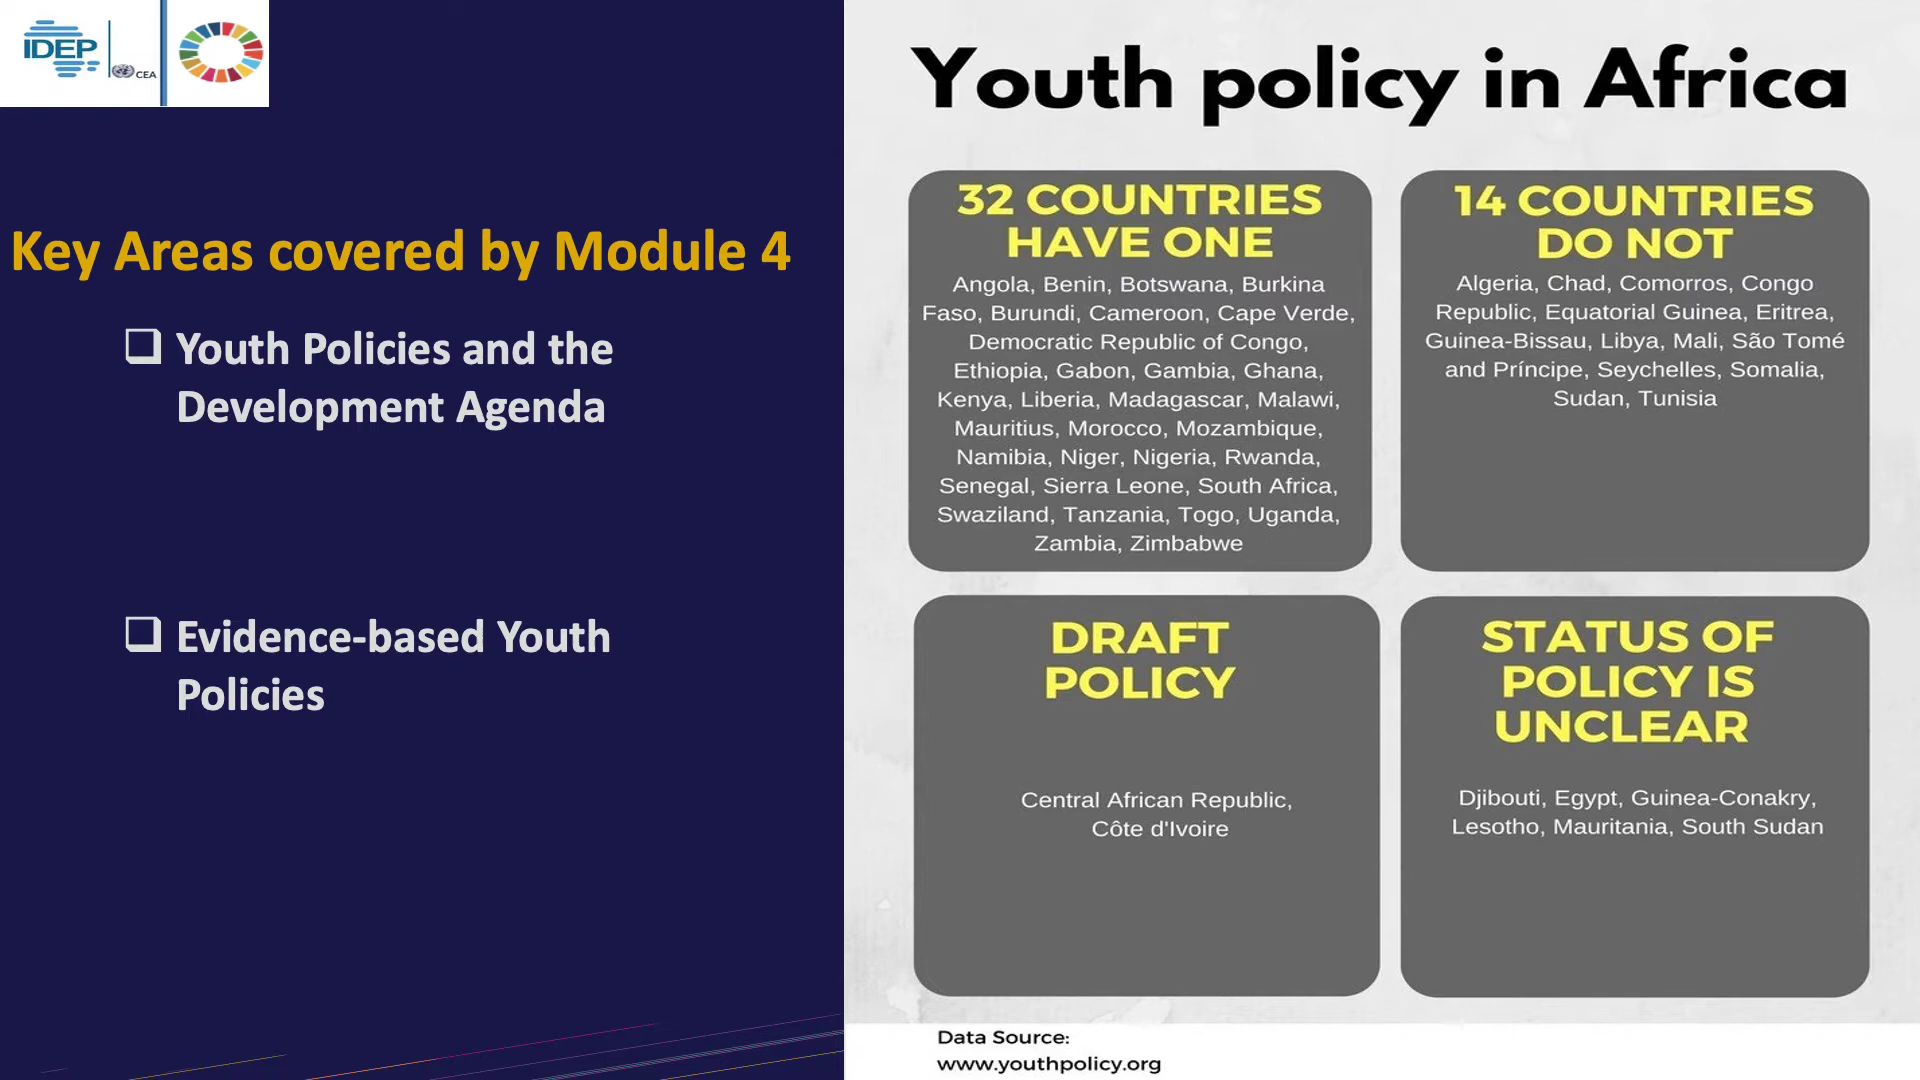 IDEP
CEA
Key Areas covered by Module 4
Youth Policies and the
Development Agenda
Evidence-based Youth
Policies
Youth policy in Africa
32 COUNTRIES
HAVE ONE
Angola, Benin, Botswana, Burkina
Faso, Burundi, Cameroon, Cape Verde,
Democratic Republic of Congo,
Ethiopia, Gabon, Gambia, Ghana,
Kenya, Liberia, Madagascar, Malawi,
Mauritius, Morocco, Mozambique,
Namibia, Niger, Nigeria, Rwanda,
Senegal, Sierra Leone, South Africa,
Swaziland, Tanzania, Togo, Uganda,
Zambia, Zimbabwe
14 COUNTRIES
DO NOT
Algeria, Chad, Comorros, Congo
Republic, Equatorial Guinea, Eritrea,
Guinea-Bissau, Libya, Mali, São Tomé
and Príncipe, Seychelles, Somalia,
Sudan, Tunisia
DRAFT
POLICY
Central African Republic,
Côte d'Ivoire
STATUS OF
POLICY IS
UNCLEAR
Djibouti, Egypt, Guinea-Conakry,
Lesotho, Mauritania, South Sudan
Data Source:
www.youthpolicy.org